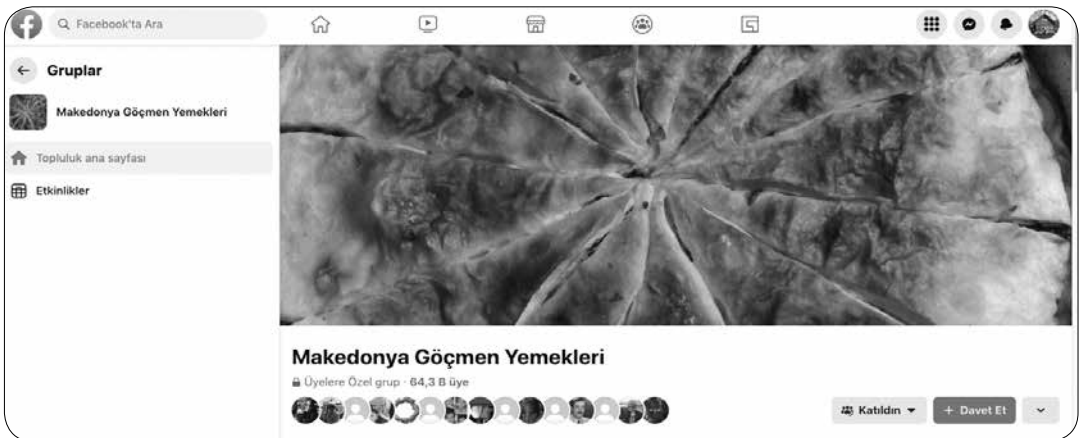 Facebook'ta Ara
Gruplar
Makedonya Göçmen Yemekleri
Topluluk ana sayfası
Etkinlikler
Makedonya Göçmen Yemekleri
Üyelere Özel grup · 64,3 B üye
Katıldın
+ Davet Et